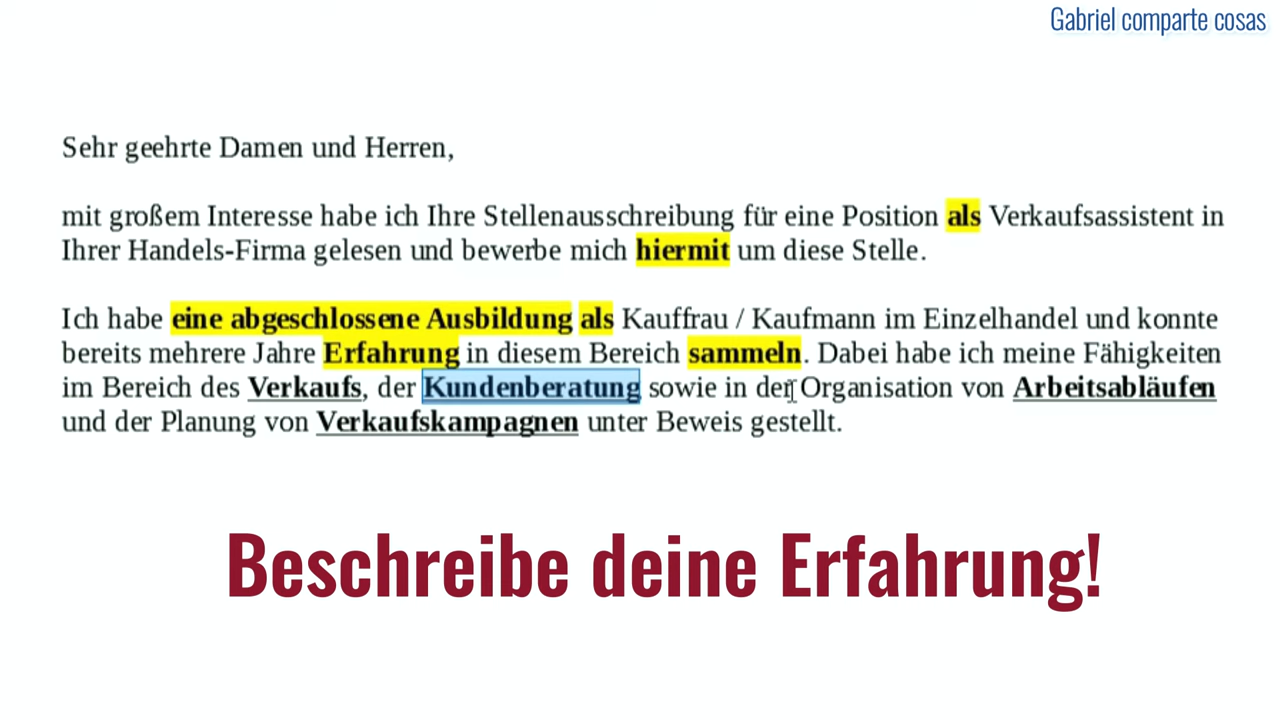 Gabriel comparte cosas
Sehr geehrte Damen und Herren,
mit großem Interesse habe ich Ihre Stellenausschreibung für eine Position als Verkaufsassistent in
Ihrer Handels-Firma gelesen und bewerbe mich hiermit um diese Stelle.
Ich habe eine abgeschlossene Ausbildung als Kauffrau / Kaufmann im Einzelhandel und konnte
bereits mehrere Jahre Erfahrung in diesem Bereich sammeln. Dabei habe ich meine Fähigkeiten
im Bereich des Verkaufs, der Kundenberatung sowie in der Organisation von Arbeitsabläufen
und der Planung von Verkaufskampagnen unter Beweis gestellt.
Beschreibe deine Erfahrung!